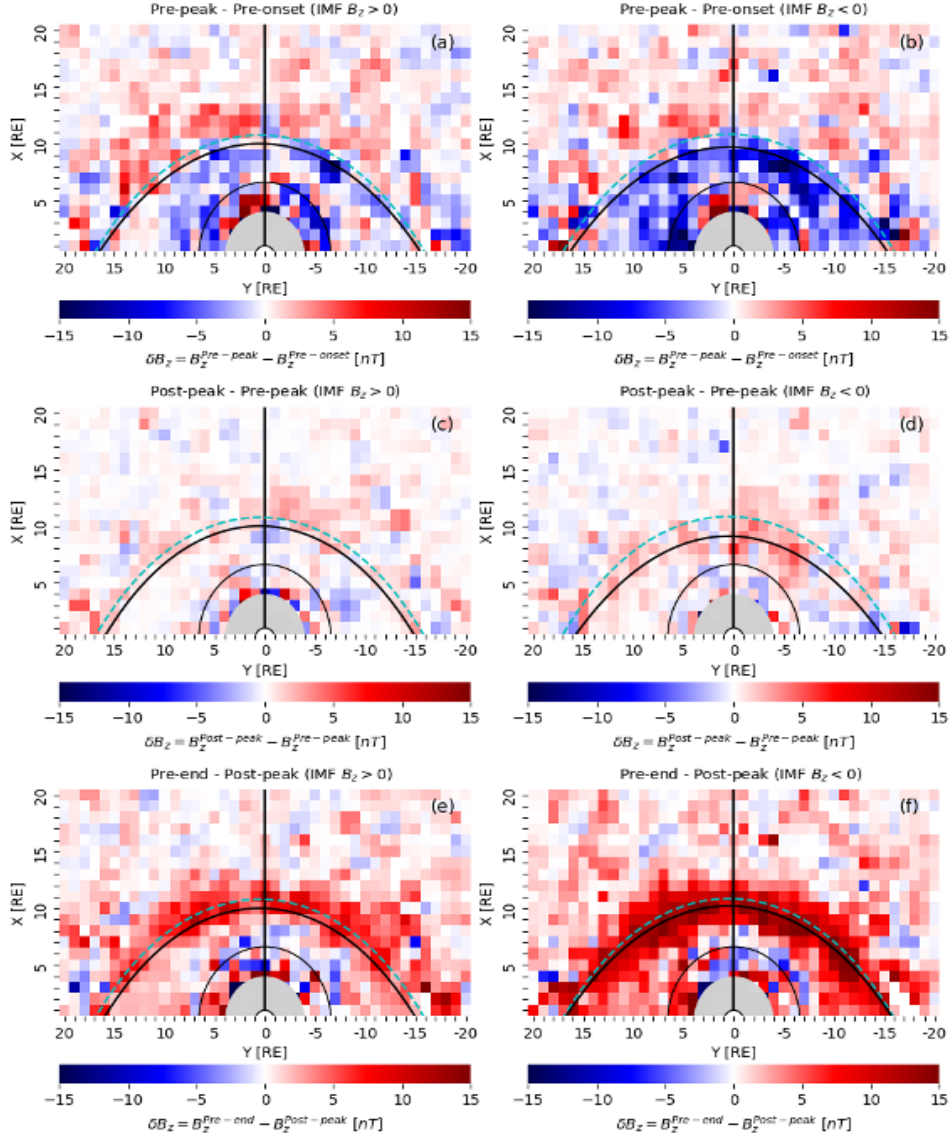 Pre-peak - Pre-onset (IMF B_z > 0)
(a)
X [RE]
20
15
10
5
20 15 10 5 0 -5 -10 -15 -20
Y [RE]
−15 −10 −5 0 5 10 15
δB_z = B_z^{Pre−peak} − B_z^{Pre−onset} [nT]
Pre-peak - Pre-onset (IMF B_z < 0)
(b)
X [RE]
20
15
10
5
20 15 10 5 0 -5 -10 -15 -20
Y [RE]
−15 −10 −5 0 5 10 15
δB_z = B_z^{Pre−peak} − B_z^{Pre−onset} [nT]
Post-peak - Pre-peak (IMF B_z > 0)
(c)
X [RE]
20
15
10
5
20 15 10 5 0 -5 -10 -15 -20
Y [RE]
−15 −10 −5 0 5 10 15
δB_z = B_z^{Post−peak} − B_z^{Pre−peak} [nT]
Post-peak - Pre-peak (IMF B_z < 0)
(d)
X [RE]
20
15
10
5
20 15 10 5 0 -5 -10 -15 -20
Y [RE]
−15 −10 −5 0 5 10 15
δB_z = B_z^{Post−peak} − B_z^{Pre−peak} [nT]
Pre-end - Post-peak (IMF B_z > 0)
(e)
X [RE]
20
15
10
5
20 15 10 5 0 -5 -10 -15 -20
Y [RE]
−15 −10 −5 0 5 10 15
δB_z = B_z^{Pre−end} − B_z^{Post−peak} [nT]
Pre-end - Post-peak (IMF B_z < 0)
(f)
X [RE]
20
15
10
5
20 15 10 5 0 -5 -10 -15 -20
Y [RE]
−15 −10 −5 0 5 10 15
δB_z = B_z^{Pre−end} − B_z^{Post−peak} [nT]